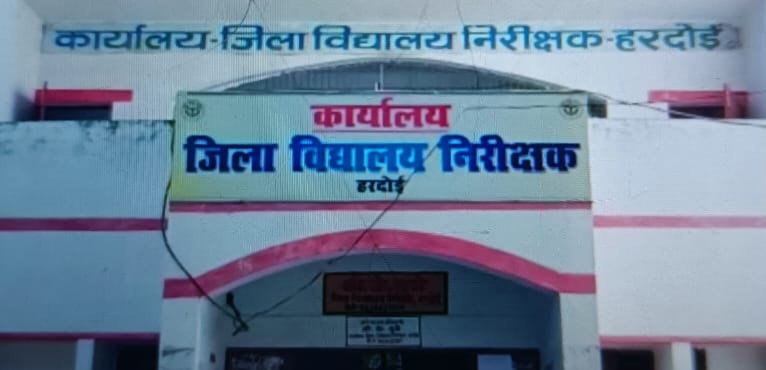 कार्यालय-जिला विद्यालय निरीक्षक-हरदोई
कार्यालय
जिला विद्यालय निरीक्षक
हरदोई